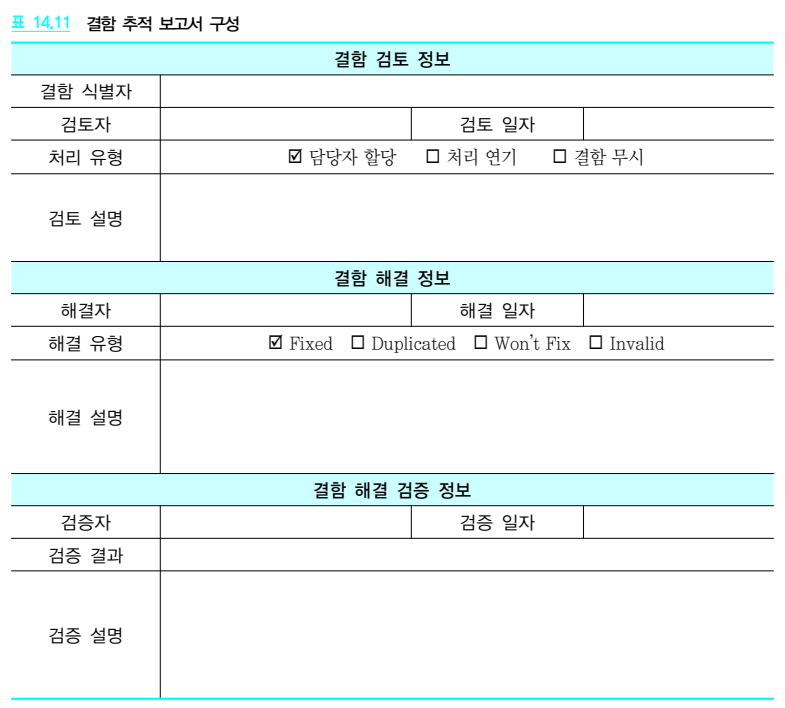 표 14.11 결함 추적 보고서 구성
결함 검토 정보
결함 식별자
검토자 검토 일자
처리 유형 ☑ 담당자 할당 ☐ 처리 연기 ☐ 결함 무시
검토 설명
결함 해결 정보
해결자 해결 일자
해결 유형 ☑ Fixed ☐ Duplicated ☐ Won't Fix ☐ Invalid
해결 설명
결함 해결 검증 정보
검증자 검증 일자
검증 결과
검증 설명